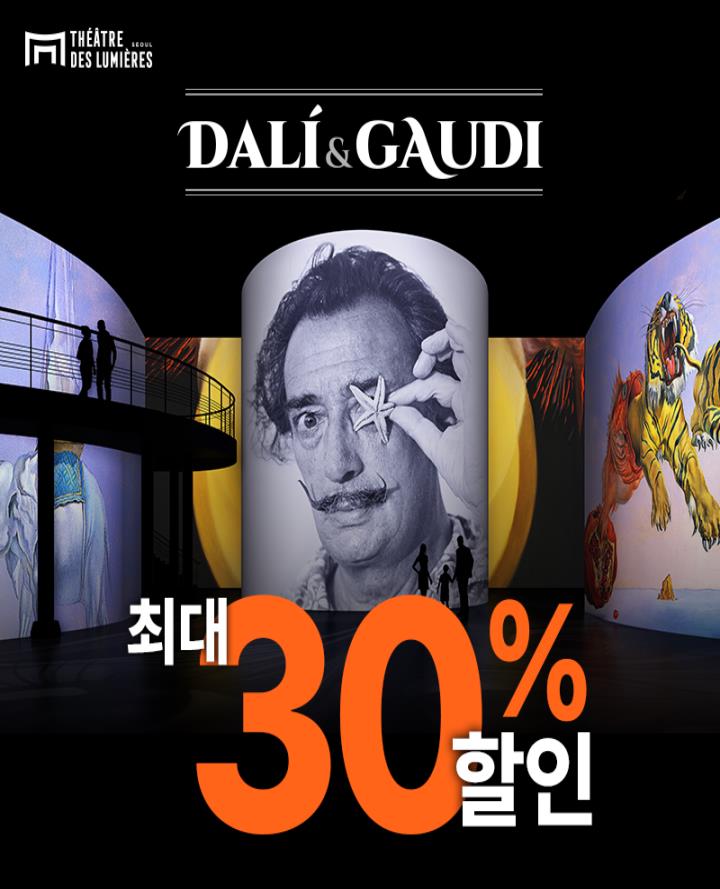 THÉÂTRE SEOUL
DES LUMIÈRES
DALÍ & GAUDI
최대 30%
할인